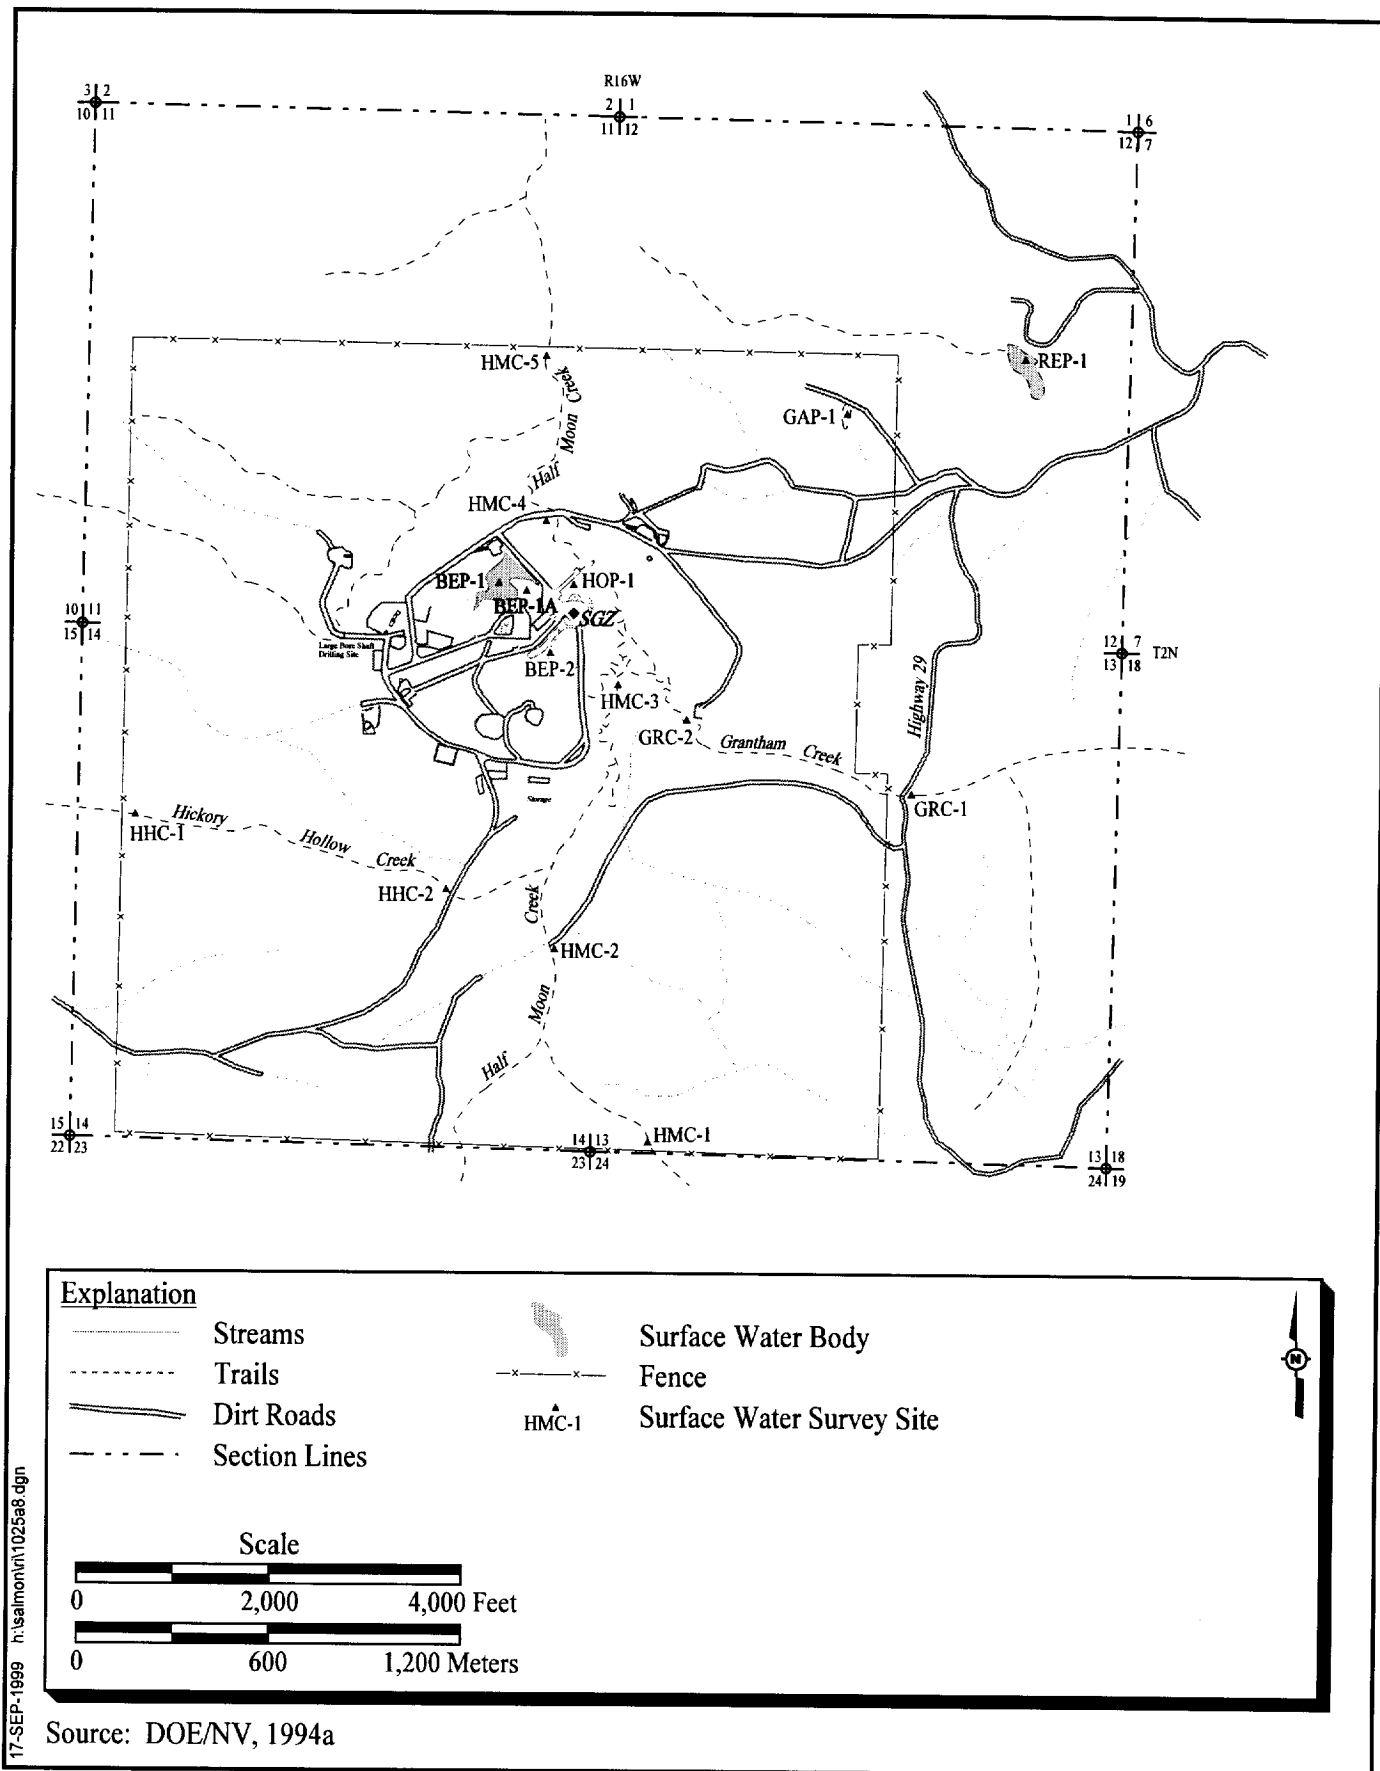 R16W
3 2
10 11
2 1
11 12
1 6
12 7
HMC-5
REP-1
GAP-1
Half Moon Creek
HMC-4
BEP-1
HOP-1
BEP-1A
SGZ
10 11
15 14
Large Bore Shaft
Drilling Site
BEP-2
12 7
13 18
T2N
HMC-3
GRC-2
Grantham Creek
Highway 29
Storage
GRC-1
HHC-1
Hickory Hollow Creek
HHC-2
HMC-2
Half Moon Creek
15 14
22 23
14 13
23 24
HMC-1
13 18
24 19
Explanation
Streams
Trails
Dirt Roads
Section Lines
Surface Water Body
Fence
HMC-1
Surface Water Survey Site
N
Scale
0 2,000 4,000 Feet
0 600 1,200 Meters
17-SEP-1999 h:\salmon\ri\1025a8.dgn
Source: DOE/NV, 1994a